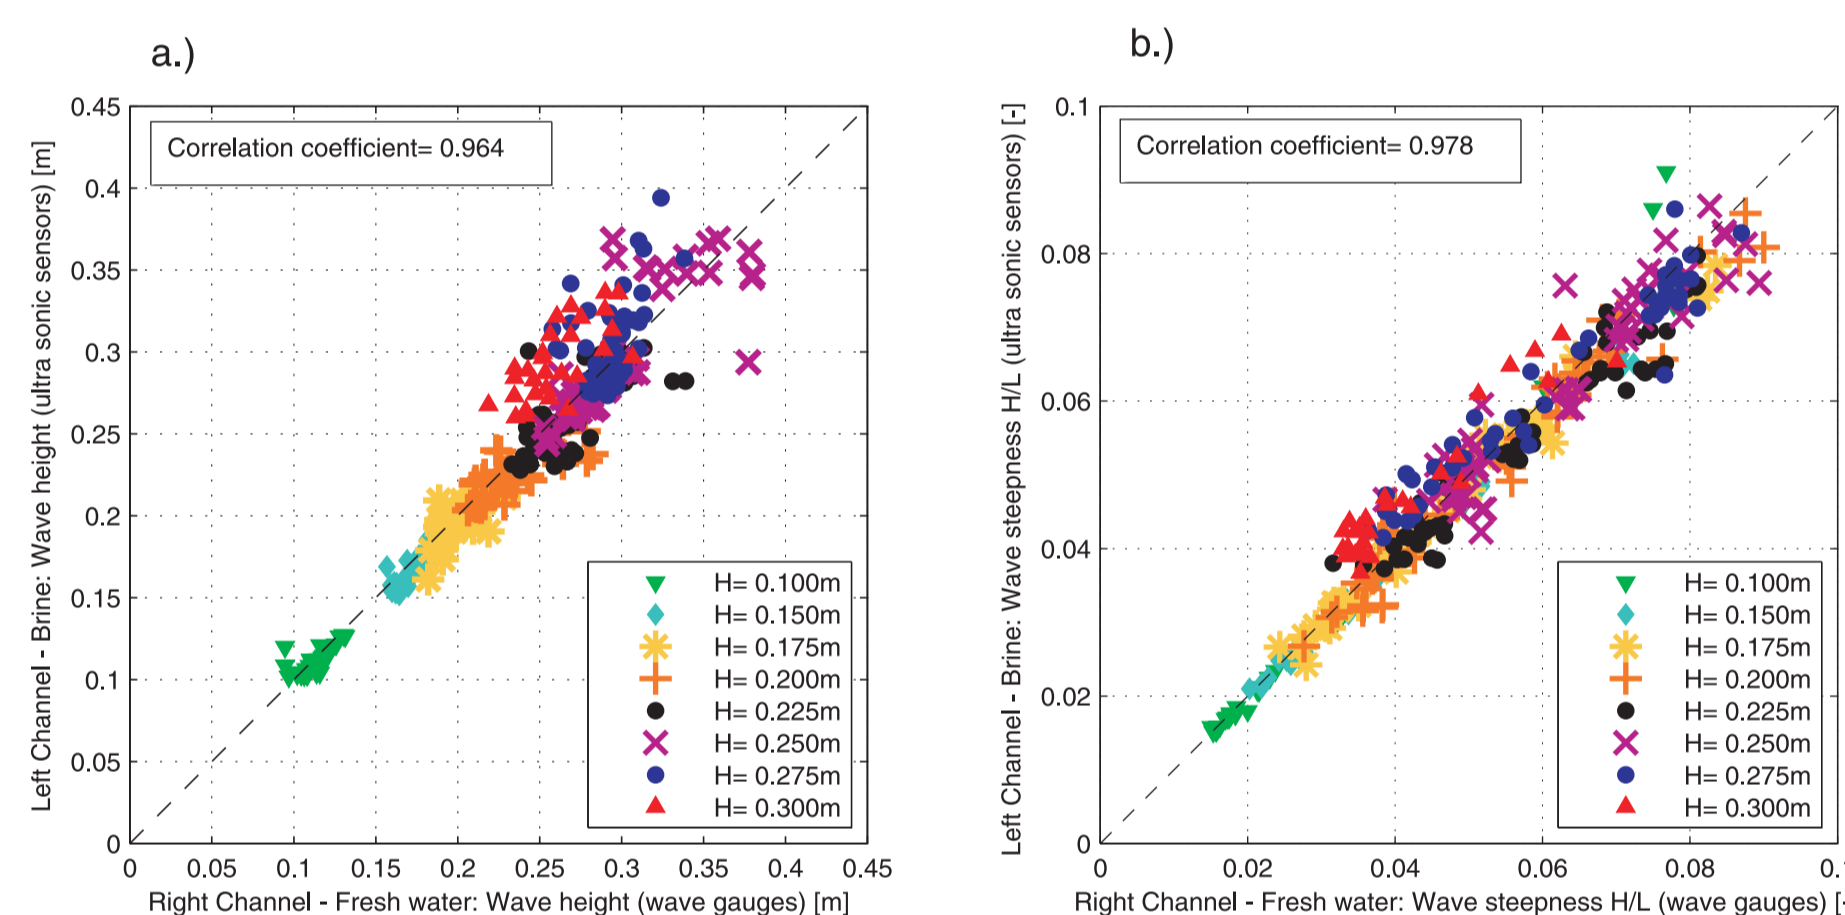 a.)
Correlation coefficient= 0.964
Left Channel - Brine: Wave height (ultra sonic sensors) [m]
0.45
0.4
0.35
0.3
0.25
0.2
0.15
0.1
0.05
0
0 0.05 0.1 0.15 0.2 0.25 0.3 0.35 0.4 0.45
Right Channel - Fresh water: Wave height (wave gauges) [m]
H= 0.100m
H= 0.150m
H= 0.175m
H= 0.200m
H= 0.225m
H= 0.250m
H= 0.275m
H= 0.300m
b.)
Correlation coefficient= 0.978
Left Channel - Brine: Wave steepness H/L (ultra sonic sensors) [-]
0.1
0.08
0.06
0.04
0.02
0
0 0.02 0.04 0.06 0.08
Right Channel - Fresh water: Wave steepness H/L (wave gauges)
H= 0.100m
H= 0.150m
H= 0.175m
H= 0.200m
H= 0.225m
H= 0.250m
H= 0.275m
H= 0.300m